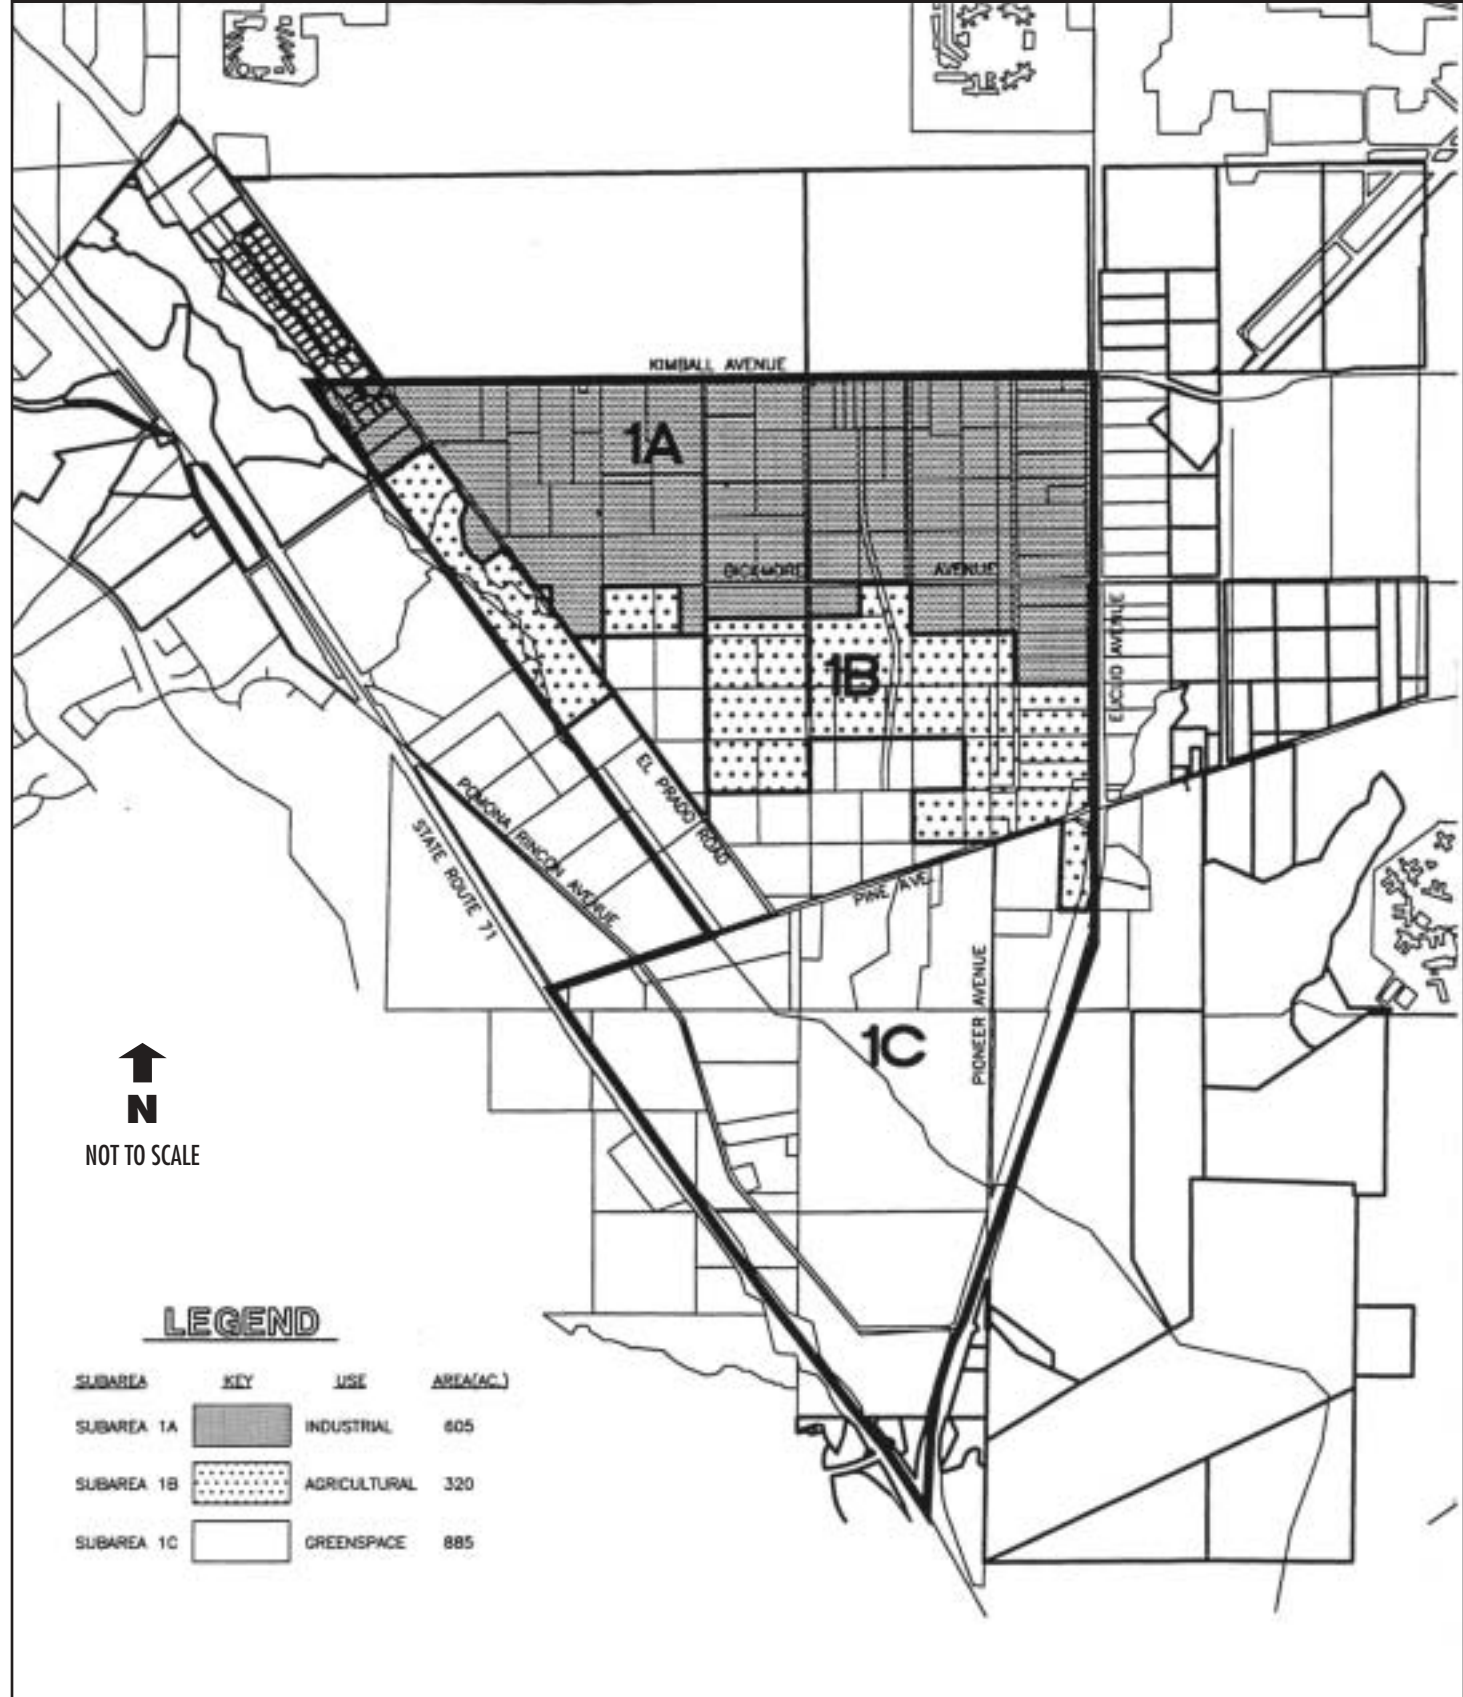 KIMBALL AVENUE
1A
BICKMORE AVENUE
EUCLID AVENUE
1B
EL PRADO ROAD
POMONA RINCON AVENUE
STATE ROUTE 71
PINE AVE.
PIONEER AVENUE
1C
N
NOT TO SCALE
LEGEND
SUBAREA KEY USE AREA(AC.)
SUBAREA 1A INDUSTRIAL 605
SUBAREA 1B AGRICULTURAL 320
SUBAREA 1C GREENSPACE 885